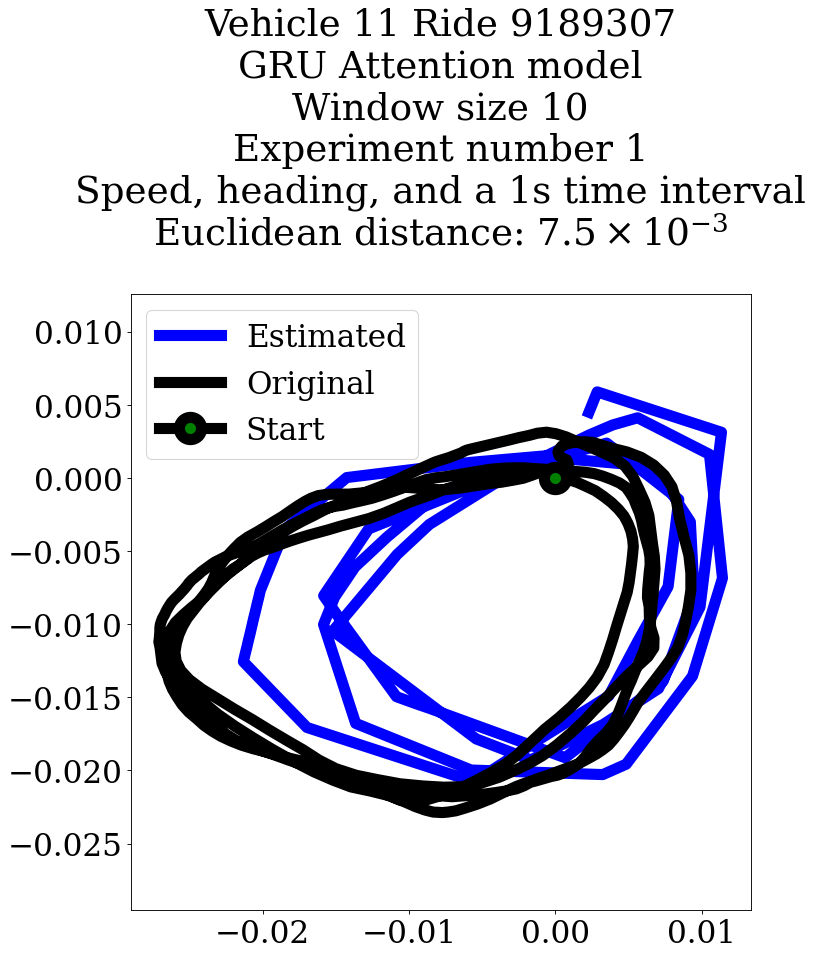 Vehicle 11 Ride 9189307
GRU Attention model
Window size 10
Experiment number 1
Speed, heading, and a 1s time interval
Euclidean distance: 7.5 × 10⁻³
Estimated
Original
Start
0.010
0.005
0.000
−0.005
−0.010
−0.015
−0.020
−0.025
−0.02 −0.01 0.00 0.01